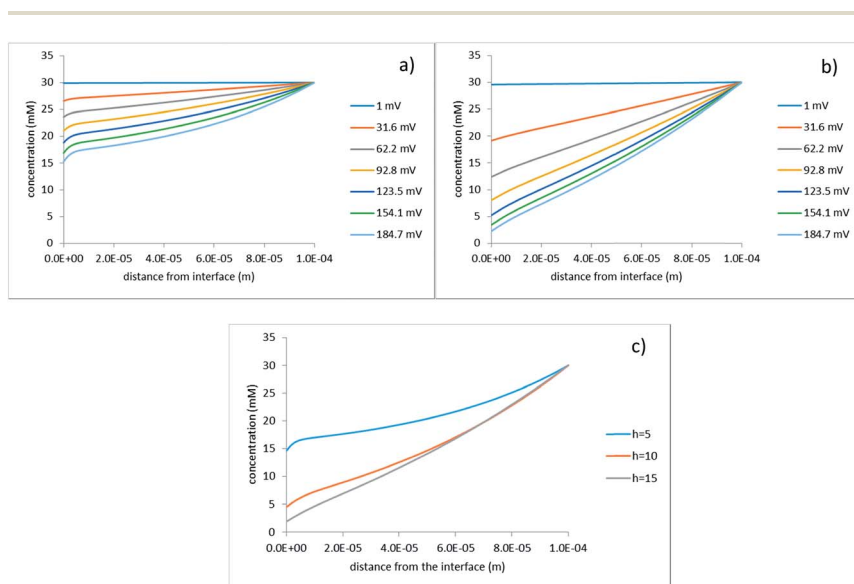 a)
concentration (mM)
35
30
25
20
15
10
5
0
0.0E+00 2.0E-05 4.0E-05 6.0E-05 8.0E-05 1.0E-04
distance from interface (m)
1 mV
31.6 mV
62.2 mV
92.8 mV
123.5 mV
154.1 mV
184.7 mV
b)
concentration (mM)
35
30
25
20
15
10
5
0
0.0E+00 2.0E-05 4.0E-05 6.0E-05 8.0E-05 1.0E-04
distance from interface (m)
1 mV
31.6 mV
62.2 mV
92.8 mV
123.5 mV
154.1 mV
184.7 mV
c)
concentration (mM)
35
30
25
20
15
10
5
0
0.0E+00 2.0E-05 4.0E-05 6.0E-05 8.0E-05 1.0E-04
distance from the interface (m)
h=5
h=10
h=15